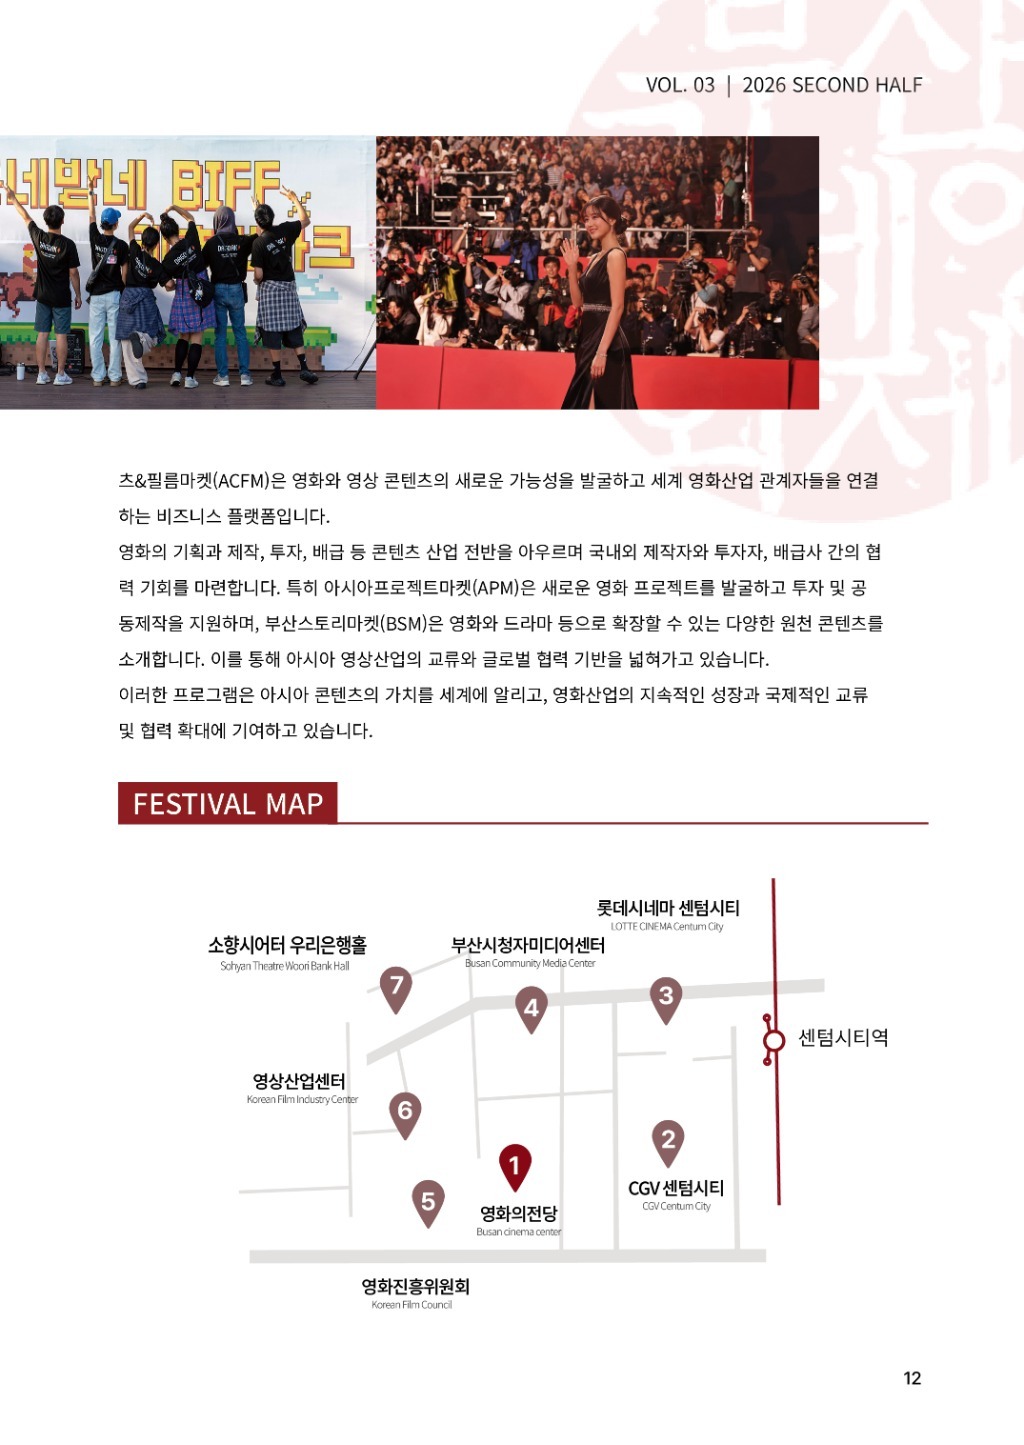 VOL. 03 | 2026 SECOND HALF
네받네 BIFF
크
츠&필름마켓(ACFM)은 영화와 영상 콘텐츠의 새로운 가능성을 발굴하고 세계 영화산업 관계자들을 연결
하는 비즈니스 플랫폼입니다.
영화의 기획과 제작, 투자, 배급 등 콘텐츠 산업 전반을 아우르며 국내외 제작자와 투자자, 배급사 간의 협
력 기회를 마련합니다. 특히 아시아프로젝트마켓(APM)은 새로운 영화 프로젝트를 발굴하고 투자 및 공
동제작을 지원하며, 부산스토리마켓(BSM)은 영화와 드라마 등으로 확장할 수 있는 다양한 원천 콘텐츠를
소개합니다. 이를 통해 아시아 영상산업의 교류와 글로벌 협력 기반을 넓혀가고 있습니다.
이러한 프로그램은 아시아 콘텐츠의 가치를 세계에 알리고, 영화산업의 지속적인 성장과 국제적인 교류
및 협력 확대에 기여하고 있습니다.
FESTIVAL MAP
롯데시네마 센텀시티
LOTTE CINEMA Centum City
소향시어터 우리은행홀
Sohyan Theatre Woori Bank Hall
부산시청자미디어센터
Busan Community Media Center
7
4
3
센텀시티역
영상산업센터
Korean Film Industry Center
6
2
CGV 센텀시티
CGV Centum City
1
영화의전당
Busan cinema center
5
영화진흥위원회
Korean Film Council
12